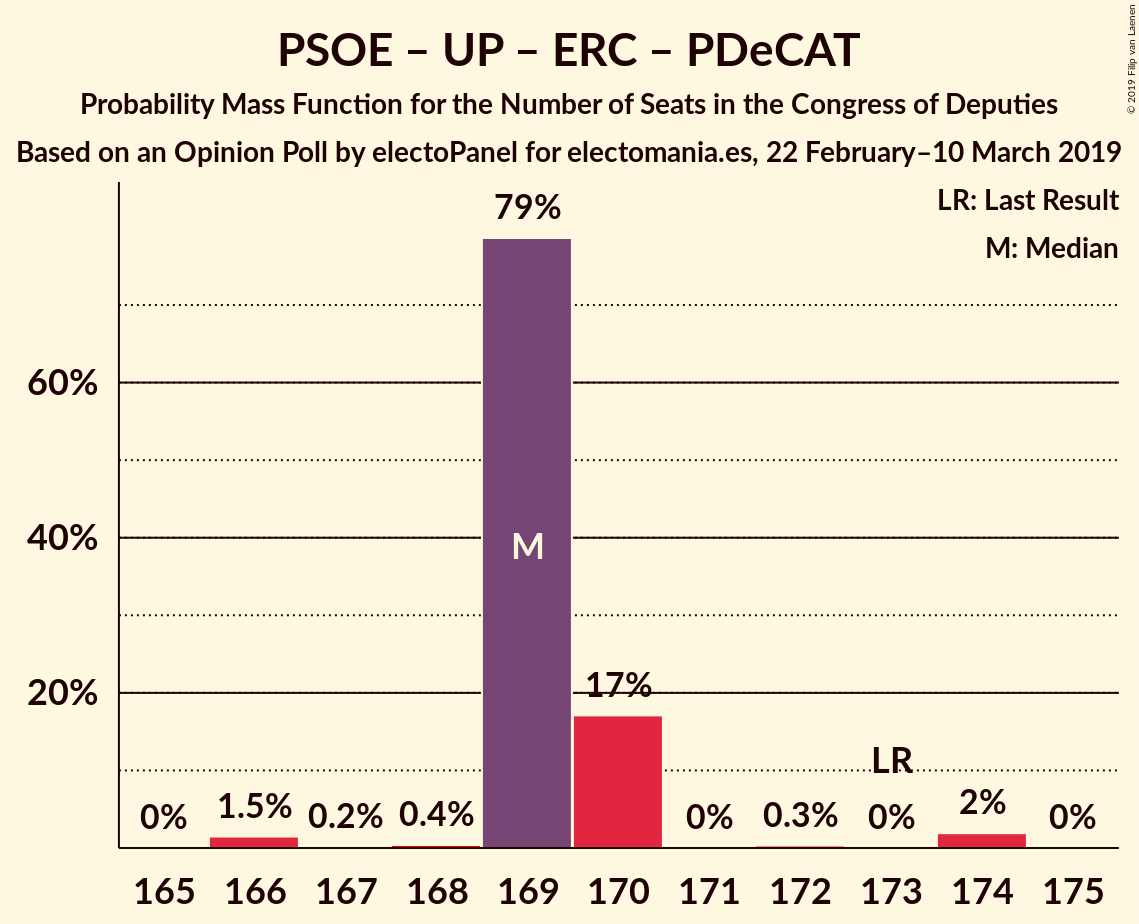 PSOE – UP – ERC – PDeCAT
Probability Mass Function for the Number of Seats in the Congress of Deputies
Based on an Opinion Poll by electoPanel for electomania.es, 22 February–10 March 2019
© 2019 Filip van Laenen
LR: Last Result
M: Median
79%
60%
40%
M
20%
17%
LR
0% 1.5% 0.2% 0.4% 0% 0.3% 0% 2% 0%
165 166 167 168 169 170 171 172 173 174 175